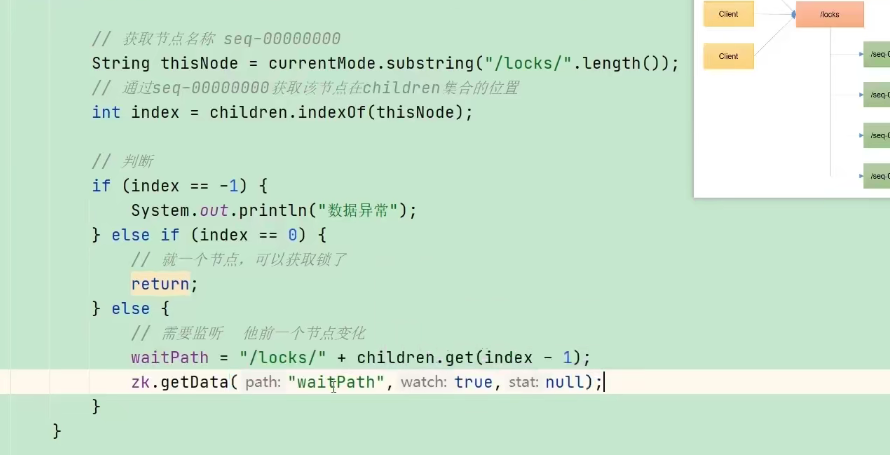 // 获取节点名称 seq-00000000
String thisNode = currentMode.substring("/locks/".length());
// 通过seq-00000000获取该节点在children集合的位置
int index = children.indexOf(thisNode);
// 判断
if (index == -1) {
System.out.println("数据异常");
} else if (index == 0) {
// 就一个节点，可以获取锁了
return;
} else {
// 需要监听 他前一个节点变化
waitPath = "/locks/" + children.get(index - 1);
zk.getData( path: "waitPath", watch: true, stat: null);
}
}
Client
/locks
Client
/seq-0
/seq-0
/seq-0
/seq-0